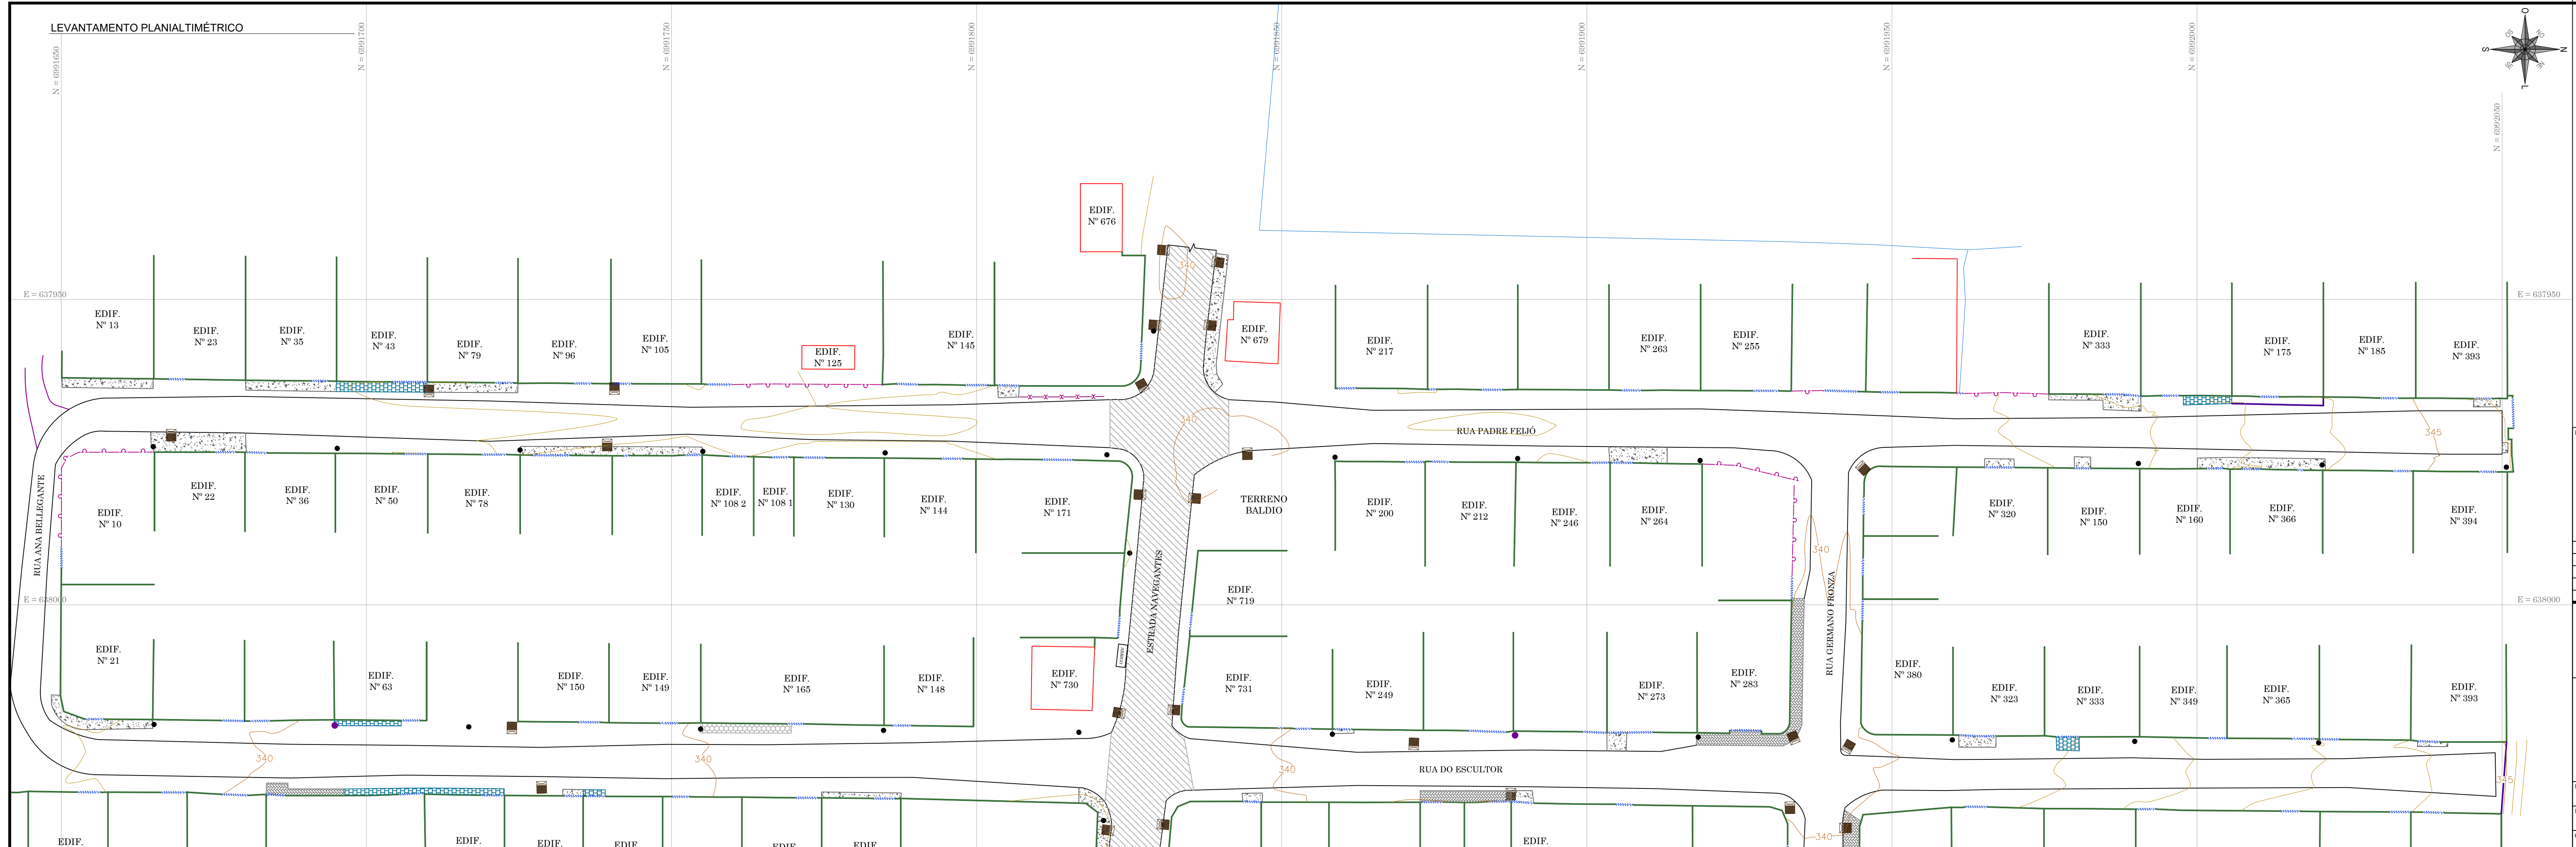 LEVANTAMENTO PLANIALTIMÉTRICO
N = 6991650
N = 6991700
N = 6991750
N = 6991800
N = 6991850
N = 6991900
N = 6991950
N = 6992000
N = 6992050
O
NO
N
NE
L
SE
S
SO
EDIF.
Nº 676
340
E = 637950
E = 637950
EDIF.
Nº 13
EDIF.
Nº 23
EDIF.
Nº 35
EDIF.
Nº 43
EDIF.
Nº 79
EDIF.
Nº 96
EDIF.
Nº 105
EDIF.
Nº 125
EDIF.
Nº 145
EDIF.
Nº 679
EDIF.
Nº 217
EDIF.
Nº 263
EDIF.
Nº 255
EDIF.
Nº 333
EDIF.
Nº 175
EDIF.
Nº 185
EDIF.
Nº 393
340
RUA PADRE FEIJÓ
345
RUA ANA BELLEGANTE
EDIF.
Nº 10
EDIF.
Nº 22
EDIF.
Nº 36
EDIF.
Nº 50
EDIF.
Nº 78
EDIF.
Nº 108 2
EDIF.
Nº 108 1
EDIF.
Nº 130
EDIF.
Nº 144
EDIF.
Nº 171
TERRENO
BALDIO
EDIF.
Nº 200
EDIF.
Nº 212
EDIF.
Nº 246
EDIF.
Nº 264
340
EDIF.
Nº 320
EDIF.
Nº 150
EDIF.
Nº 160
EDIF.
Nº 366
EDIF.
Nº 394
E = 638000
E = 638000
ESTRADA NAVEGANTES
RUA GERMANO FRONZA
EDIF.
Nº 719
EDIF.
Nº 21
EDIF.
Nº 63
EDIF.
Nº 150
EDIF.
Nº 149
EDIF.
Nº 165
EDIF.
Nº 148
EDIF.
Nº 730
EDIF.
Nº 731
EDIF.
Nº 249
EDIF.
Nº 273
EDIF.
Nº 283
EDIF.
Nº 380
EDIF.
Nº 323
EDIF.
Nº 333
EDIF.
Nº 349
EDIF.
Nº 365
EDIF.
Nº 393
340
340
340
RUA DO ESCULTOR
345
340
EDIF.
EDIF.
EDIF.
EDIF.
EDIF.
EDIF.
EDIF.